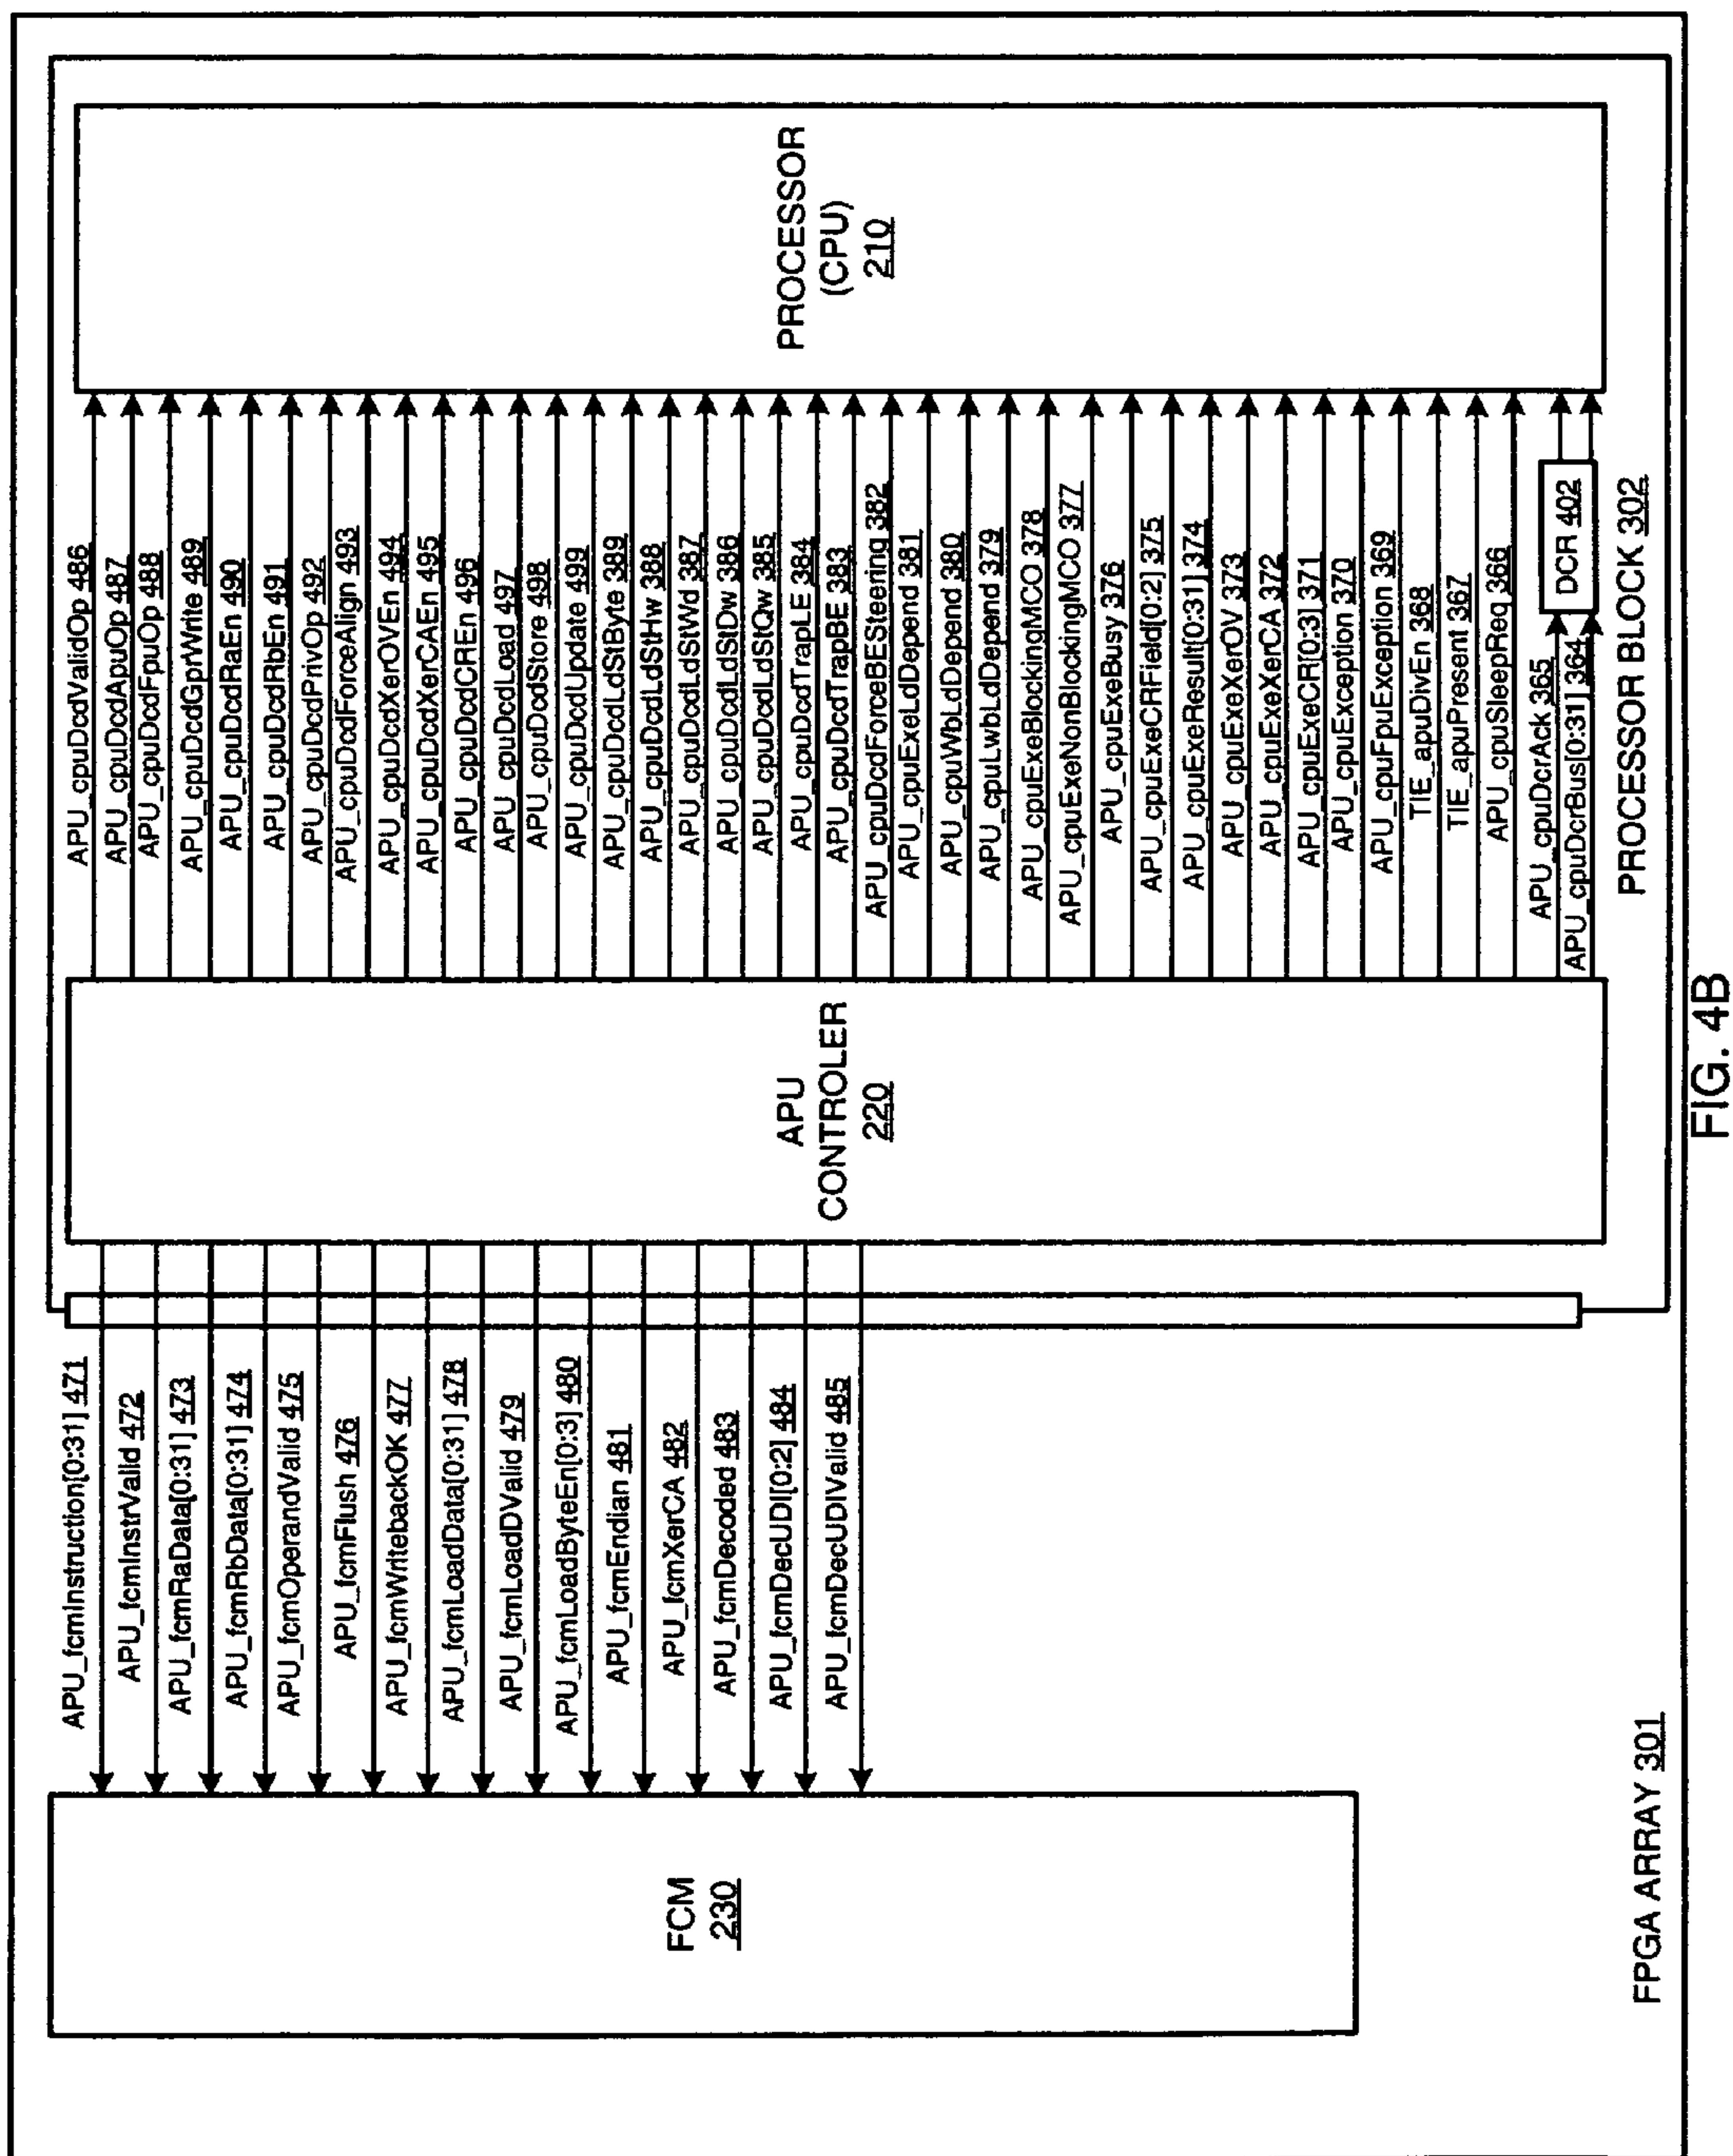 APU_fcmInstruction[0:31] 471
APU_fcmInstrValid 472
APU_fcmRaData[0:31] 473
APU_fcmRbData[0:31] 474
APU_fcmOperandValid 475
APU_fcmFlush 476
APU_fcmWritebackOK 477
APU_fcmLoadData[0:31] 478
APU_fcmLoadDValid 479
APU_fcmLoadByteEn[0:3] 480
APU_fcmEndian 481
APU_fcmXerCA 482
APU_fcmDecoded 483
APU_fcmDecUDI[0:2] 484
APU_fcmDecUDIValid 485
FCM
230
FPGA ARRAY 301
APU
CONTROLER
220
APU_cpuDcdValidOp 486
APU_cpuDcdApuOp 487
APU_cpuDcdFpuOp 488
APU_cpuDcdGprWrite 489
APU_cpuDcdRaEn 490
APU_cpuDcdRbEn 491
APU_cpuDcdPrivOp 492
APU_cpuDcdForceAlign 493
APU_cpuDcdXerOVEn 494
APU_cpuDcdXerCAEn 495
APU_cpuDcdCREn 496
APU_cpuDcdLoad 497
APU_cpuDcdStore 498
APU_cpuDcdUpdate 499
APU_cpuDcdLdStByte 389
APU_cpuDcdLdStHw 388
APU_cpuDcdLdStWd 387
APU_cpuDcdLdStDw 386
APU_cpuDcdLdStQw 385
APU_cpuDcdTrapLE 384
APU_cpuDcdTrapBE 383
APU_cpuDcdForceBESteering 382
APU_cpuExeLdDepend 381
APU_cpuWbLdDepend 380
APU_cpuLwbLdDepend 379
APU_cpuExeBlockingMCO 378
APU_cpuExeNonBlockingMCO 377
APU_cpuExeBusy 376
APU_cpuExeCRField[0:2] 375
APU_cpuExeResult[0:31] 374
APU_cpuExeXerOV 373
APU_cpuExeXerCA 372
APU_cpuExeCR[0:3] 371
APU_cpuException 370
APU_cpuFpuException 369
TIE_apuDivEn 368
TIE_apuPresent 367
APU_cpuSleepReq 366
APU_cpuDcrAck 365
APU_cpuDcrBus[0:31] 364
DCR 402
PROCESSOR BLOCK 302
PROCESSOR
(CPU)
210
FIG. 4B